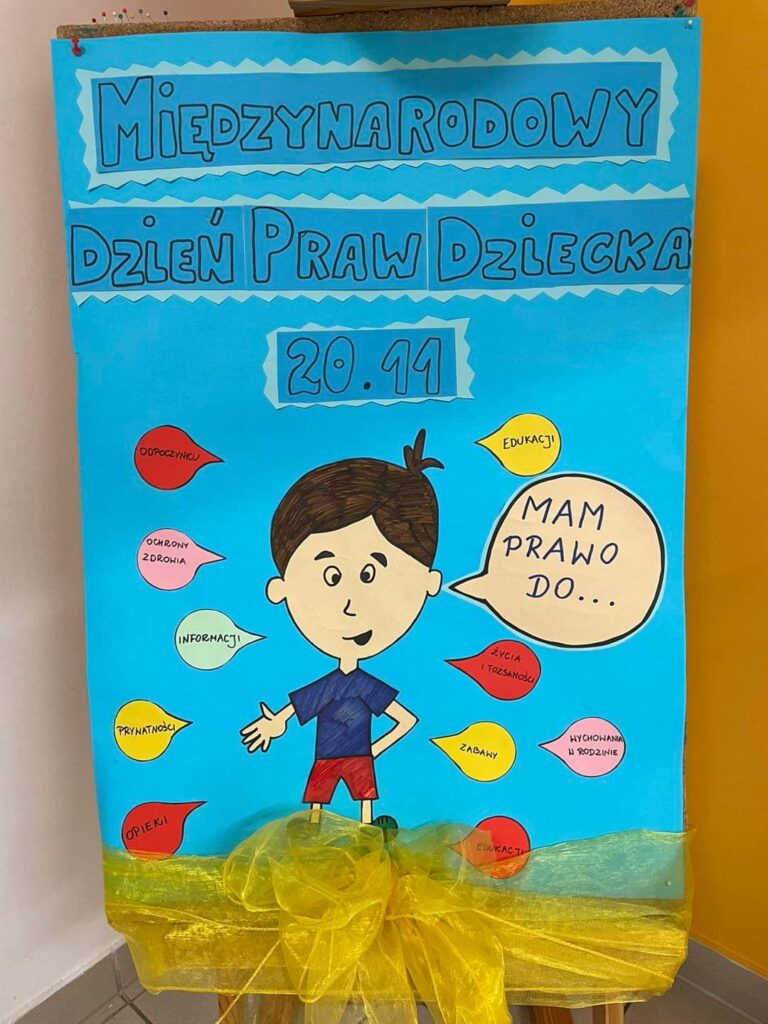 MIĘDZYNARODOWY
DZIEŃ PRAW DZIECKA
20.11
ODPOCZYNKU
EDUKACJI
MAM
PRAWO
DO...
OCHRONY
ZDROWIA
INFORMACJI
ŻYCIA
I TOŻSAMOŚCI
PRYWATNOŚCI
ZABAWY
WYCHOWANIA
W RODZINIE
OPIEKI
EDUKACJI